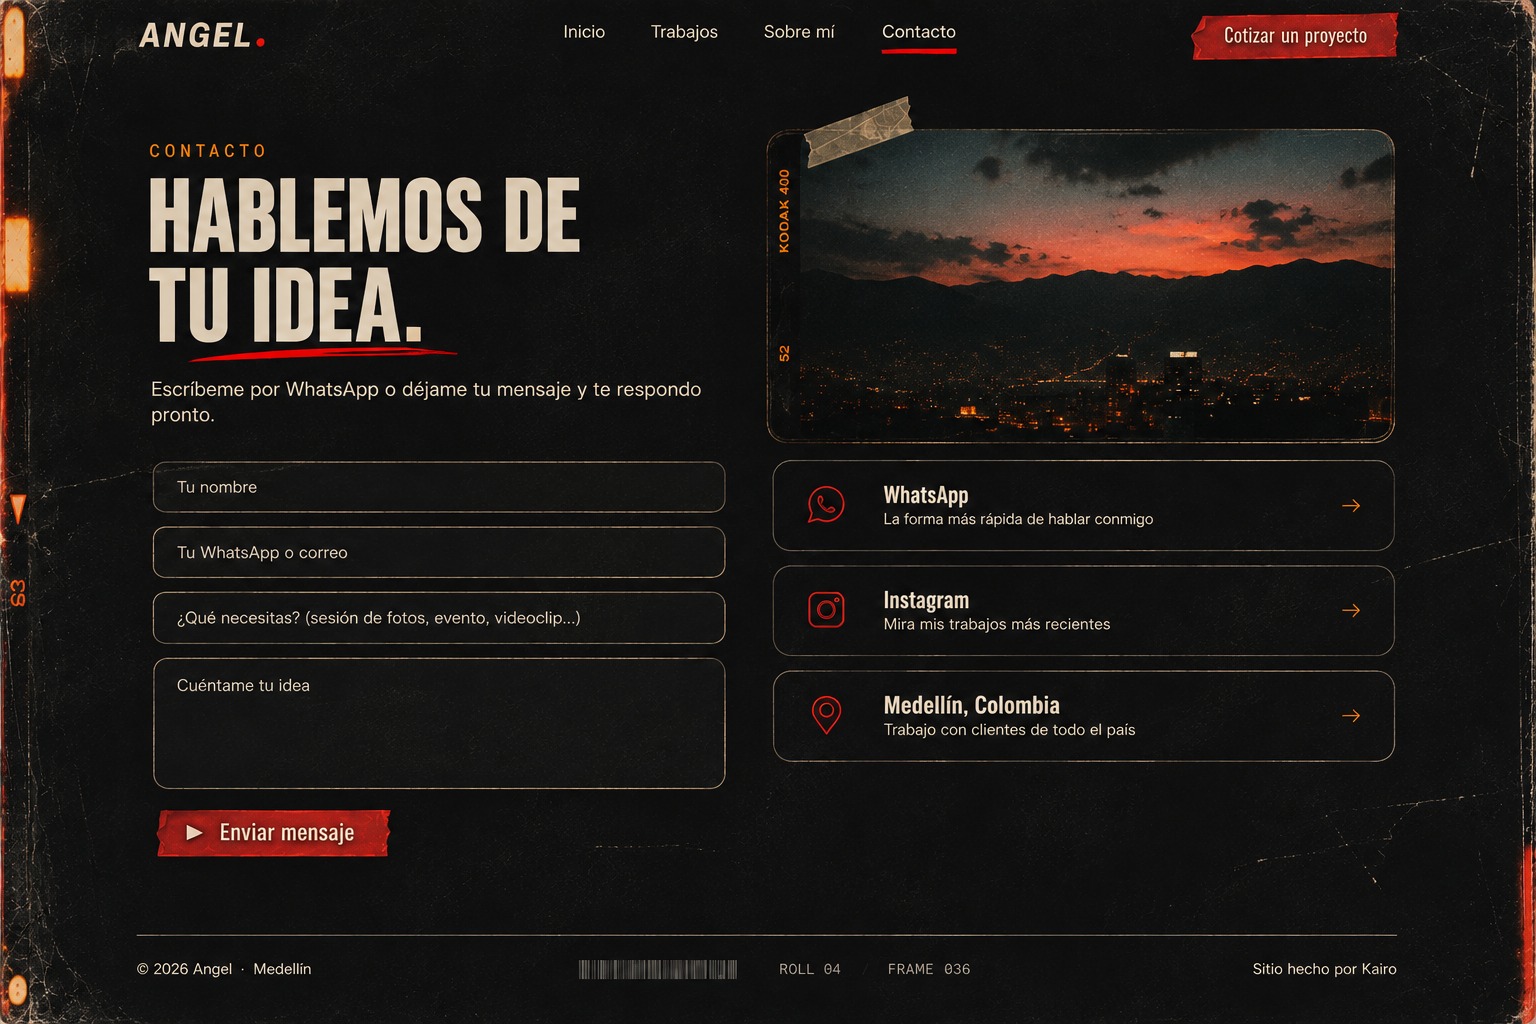 ANGEL.
Inicio
Trabajos
Sobre mí
Contacto
Cotizar un proyecto
CONTACTO
HABLEMOS DE
TU IDEA.
Escríbeme por WhatsApp o déjame tu mensaje y te respondo
pronto.
Tu nombre
Tu WhatsApp o correo
¿Qué necesitas? (sesión de fotos, evento, videoclip...)
Cuéntame tu idea
Enviar mensaje
KODAK 400
52
WhatsApp
La forma más rápida de hablar conmigo
Instagram
Mira mis trabajos más recientes
Medellín, Colombia
Trabajo con clientes de todo el país
© 2026 Angel · Medellín
ROLL 04
FRAME 036
Sitio hecho por Kairo